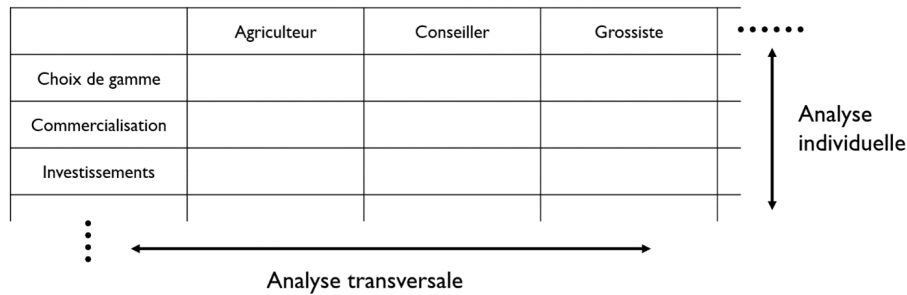 Agriculteur Conseiller Grossiste
Choix de gamme
Commercialisation
Investissements
Analyse
individuelle
Analyse transversale